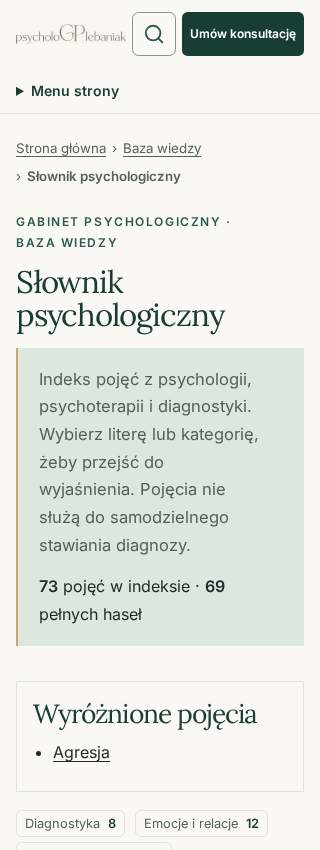 psycholoGPlebaniak
Umów konsultację
Menu strony
Strona główna › Baza wiedzy
› Słownik psychologiczny
GABINET PSYCHOLOGICZNY ·
BAZA WIEDZY
Słownik
psychologiczny
Indeks pojęć z psychologii,
psychoterapii i diagnostyki.
Wybierz literę lub kategorię,
żeby przejść do
wyjaśnienia. Pojęcia nie
służą do samodzielnego
stawiania diagnozy.
73 pojęć w indeksie · 69
pełnych haseł
Wyróżnione pojęcia
• Agresja
Diagnostyka 8 Emocje i relacje 12